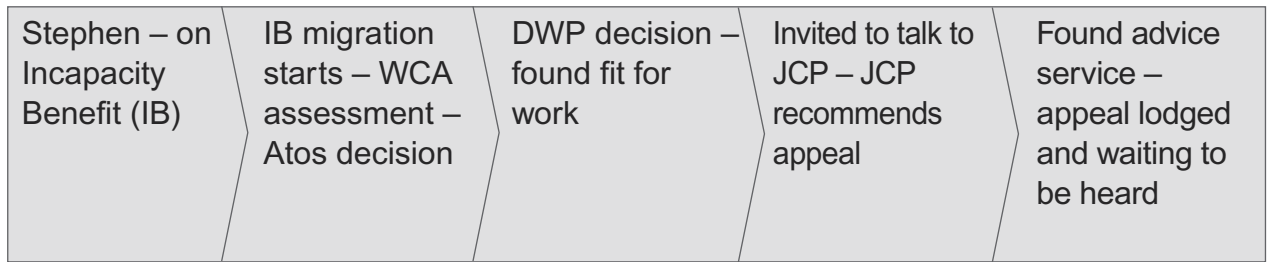 Stephen – on
Incapacity
Benefit (IB)
IB migration
starts – WCA
assessment –
Atos decision
DWP decision –
found fit for
work
Invited to talk to
JCP – JCP
recommends
appeal
Found advice
service –
appeal lodged
and waiting to
be heard